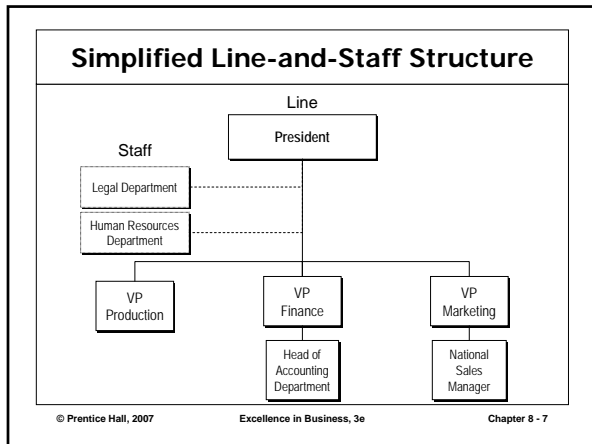 Simplified Line-and-Staff Structure
Line
President
Staff
Legal Department
Human Resources
Department
VP
Production
VP
Finance
VP
Marketing
Head of
Accounting
Department
National
Sales
Manager
© Prentice Hall, 2007 Excellence in Business, 3e Chapter 8 - 7